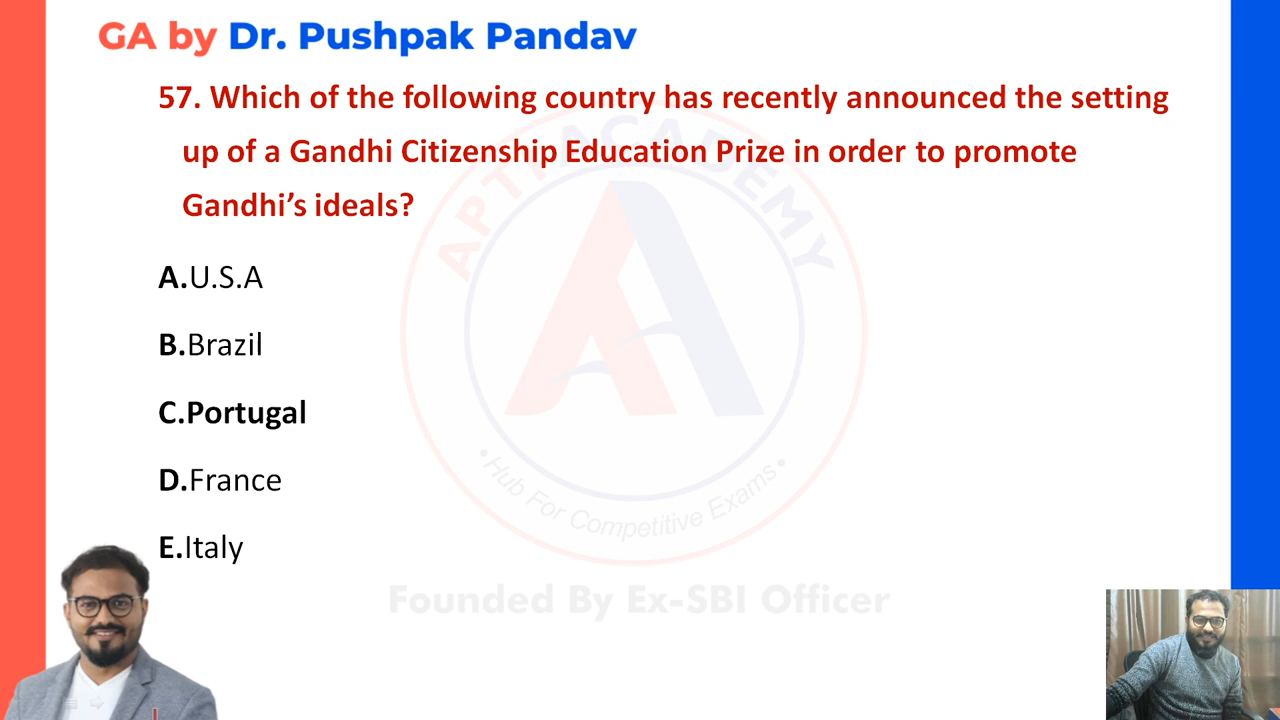 GA by Dr. Pushpak Pandav
57. Which of the following country has recently announced the setting
up of a Gandhi Citizenship Education Prize in order to promote
Gandhi’s ideals?
A.U.S.A
B.Brazil
C.Portugal
D.France
E.Italy
APTI ACADEMY
•Hub For Competitive Exams•
Founded By Ex-SBI Officer